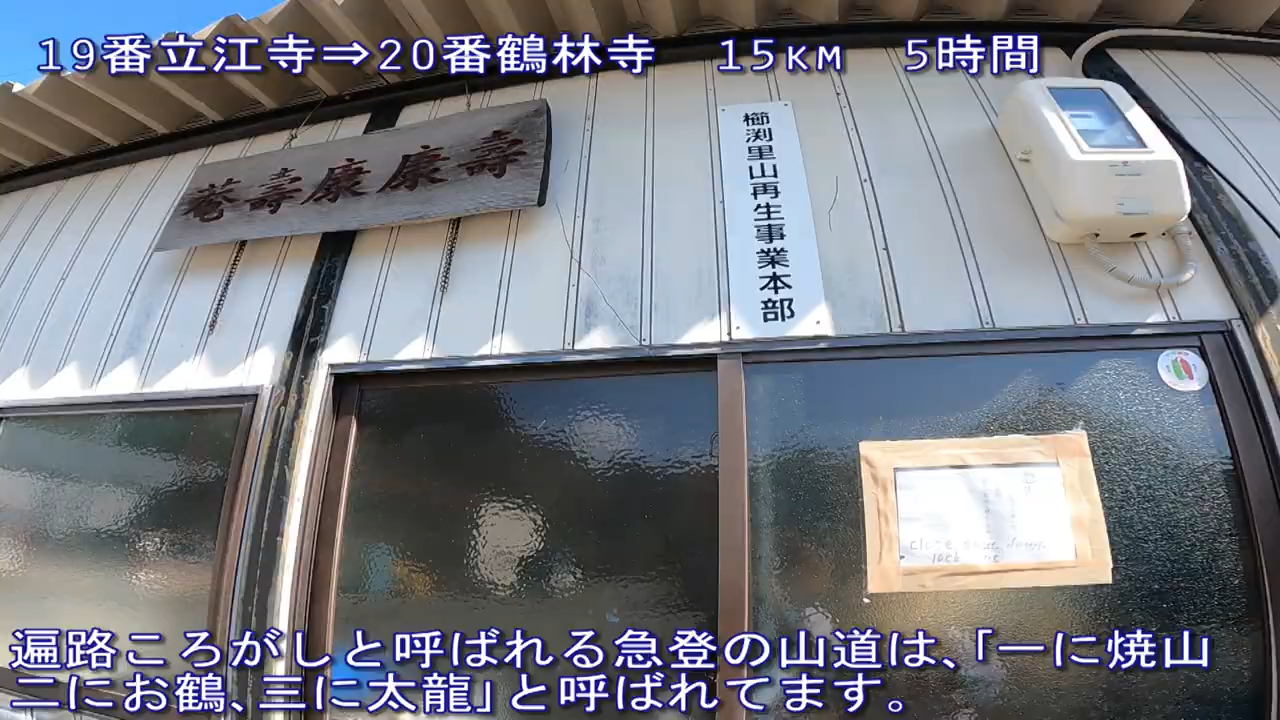 19番立江寺⇒20番鶴林寺　15KM　5時間
菴壽康康壽
櫛渕里山再生事業本部
遍路ころがしと呼ばれる急登の山道は、「一に焼山
二にお鶴、三に太龍」と呼ばれてます。